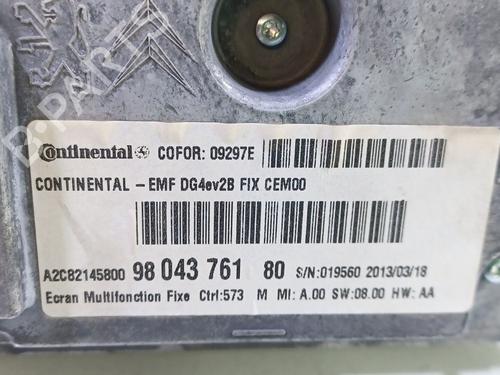 Continental COFOR: 09297E
CONTINENTAL - EMF DG4ev2B FIX CEM00
A2C82145800 98 043 761 80 S/N:019560 2013/03/18
Ecran Multifonction Fixe Ctrl:573 M MI: A.00 SW:08.00 HW: AA